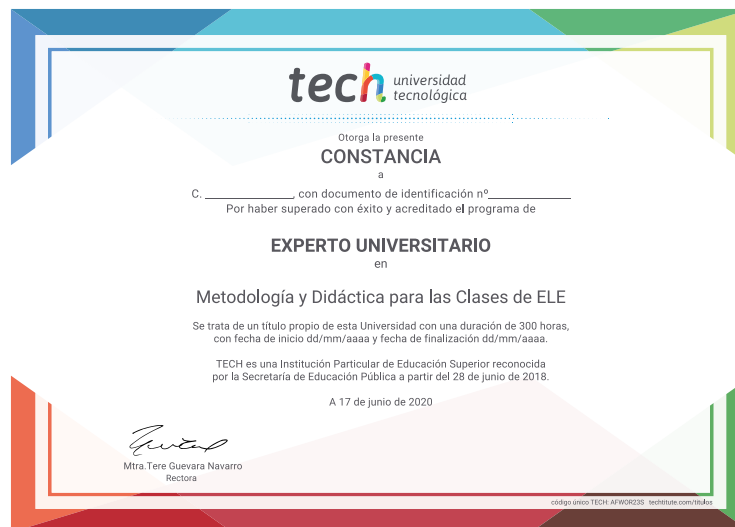 tech universidad
tecnológica
Otorga la presente
CONSTANCIA
a
C. ______________, con documento de identificación nº______________
Por haber superado con éxito y acreditado el programa de
EXPERTO UNIVERSITARIO
en
Metodología y Didáctica para las Clases de ELE
Se trata de un título propio de esta Universidad con una duración de 300 horas,
con fecha de inicio dd/mm/aaaa y fecha de finalización dd/mm/aaaa.
TECH es una Institución Particular de Educación Superior reconocida
por la Secretaría de Educación Pública a partir del 28 de junio de 2018.
A 17 de junio de 2020
Mtra.Tere Guevara Navarro
Rectora
código único TECH: AFWOR23S techtitute.com/titulos